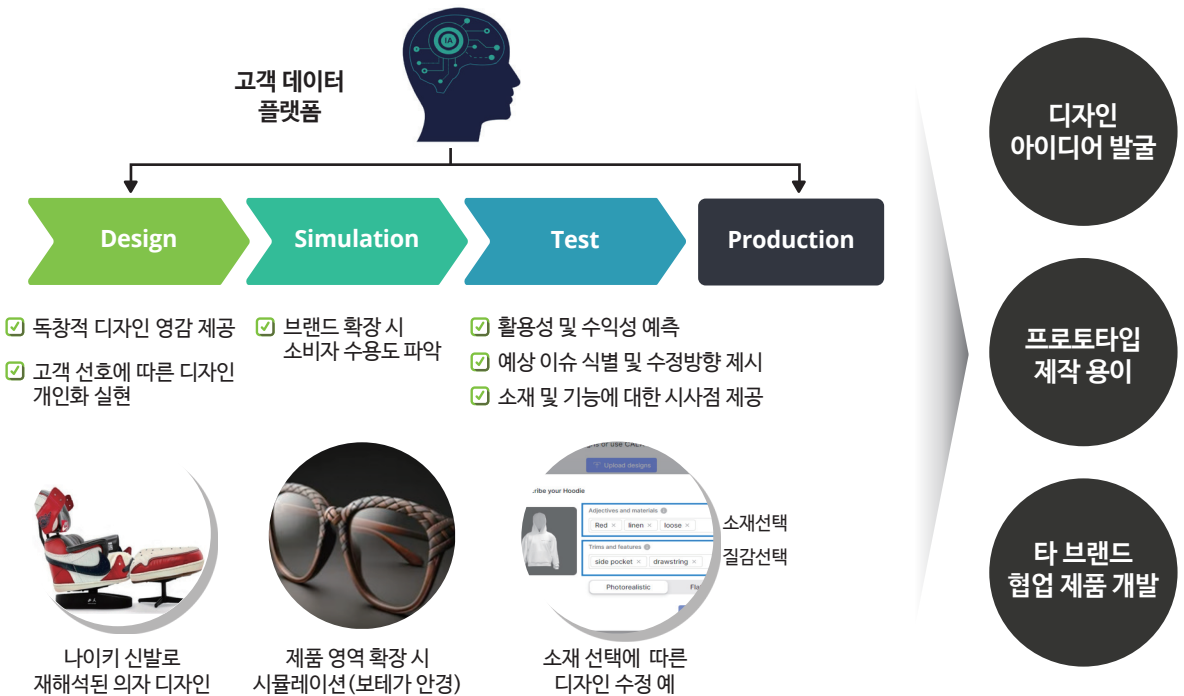 IA
고객 데이터
플랫폼
Design
Simulation
Test
Production
독창적 디자인 영감 제공
고객 선호에 따른 디자인
개인화 실현
브랜드 확장 시
소비자 수용도 파악
활용성 및 수익성 예측
예상 이슈 식별 및 수정방향 제시
소재 및 기능에 대한 시사점 제공
나이키 신발로
재해석된 의자 디자인
제품 영역 확장 시
시뮬레이션(보테가 안경)
Upload designs
cribe your Hoodie
Adjectives and materials
Red × linen × loose ×
소재선택
Trims and features
side pocket × drawstring ×
질감선택
Photorealistic
소재 선택에 따른
디자인 수정 예
디자인
아이디어 발굴
프로토타입
제작 용이
타 브랜드
협업 제품 개발